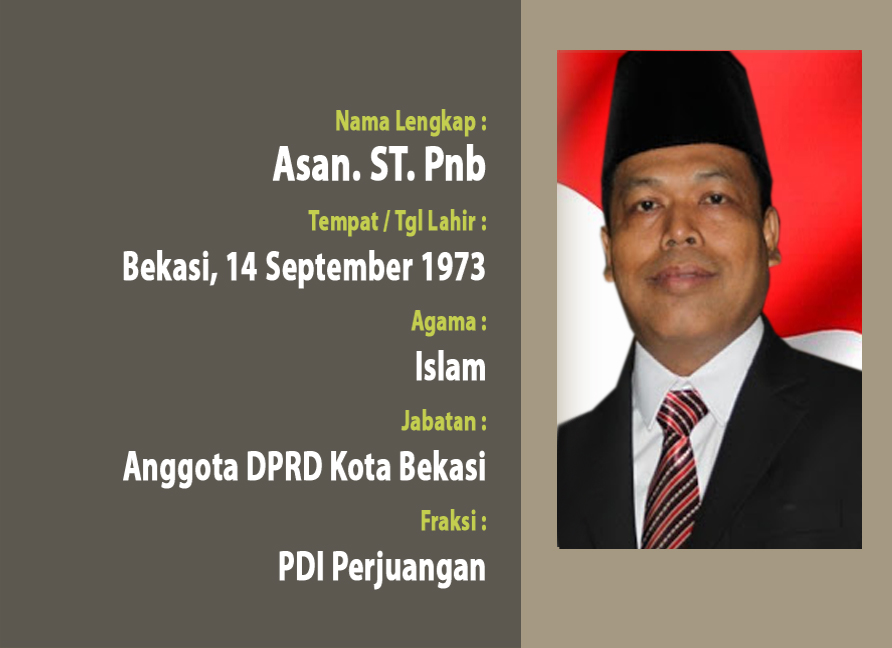 Nama Lengkap :
Asan. ST. Pnb
Tempat / Tgl Lahir :
Bekasi, 14 September 1973
Agama :
Islam
Jabatan :
Anggota DPRD Kota Bekasi
Fraksi :
PDI Perjuangan